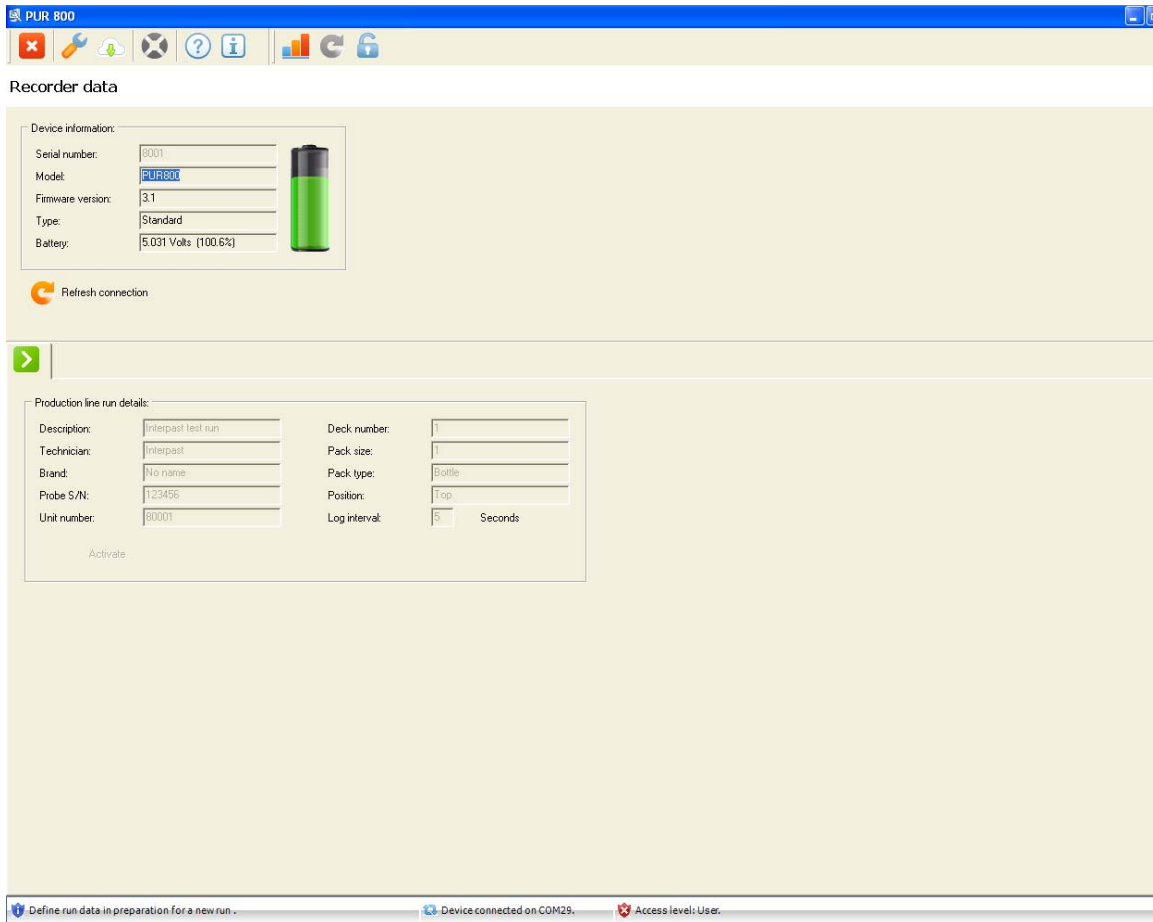 PUR 800
Recorder data
Device information:
Serial number: 8001
Model: PUR800
Firmware version: 3.1
Type: Standard
Battery: 5.031 Volts (100.6%)
Refresh connection
Production line run details:
Description: Interpast test run Deck number: 1
Technician: Interpast Pack size: 1
Brand: No name Pack type: Bottle
Probe S/N: 123456 Position: Top
Unit number: 80001 Log interval: 5 Seconds
Activate
Define run data in preparation for a new run . Device connected on COM29. Access level: User.